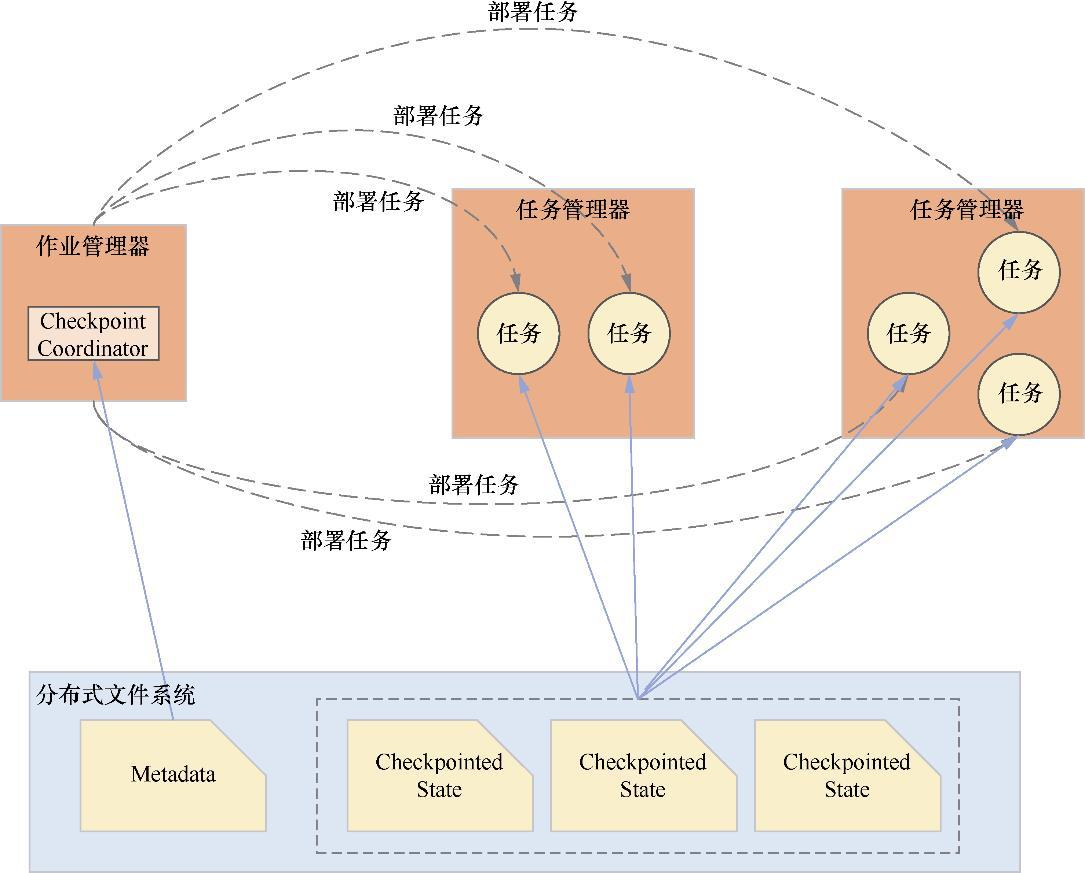 部署任务
部署任务
部署任务
任务管理器
任务管理器
作业管理器
任务
Checkpoint
Coordinator
任务
任务
任务
任务
部署任务
部署任务
分布式文件系统
Metadata
Checkpointed
State
Checkpointed
State
Checkpointed
State